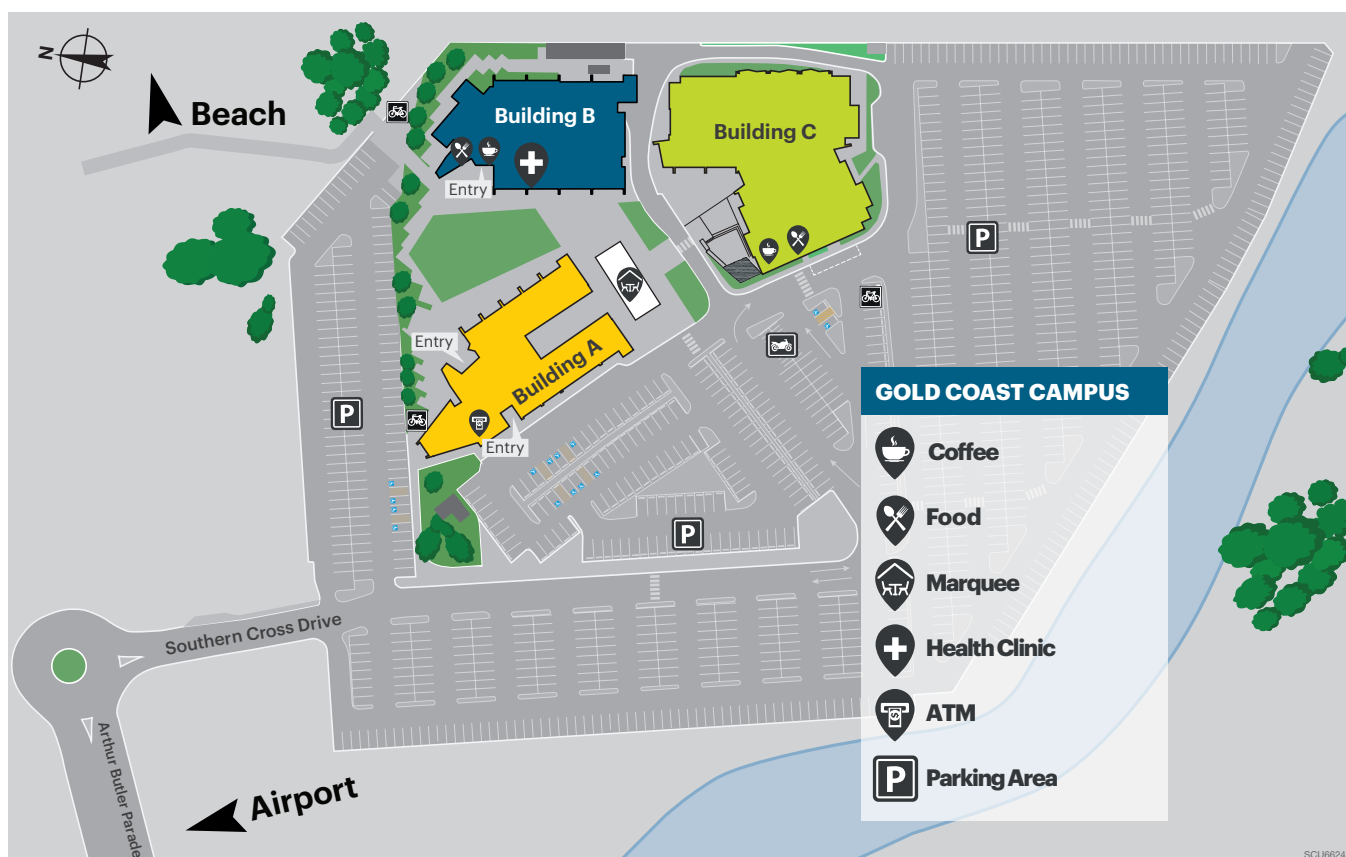 N
Beach
Building B
Entry
Building C
P
Entry
Building A
Entry
P
P
GOLD COAST CAMPUS
Coffee
Food
Marquee
Health Clinic
$
ATM
P
Parking Area
Southern Cross Drive
Arthur Butler Parade
Airport
SCU6624